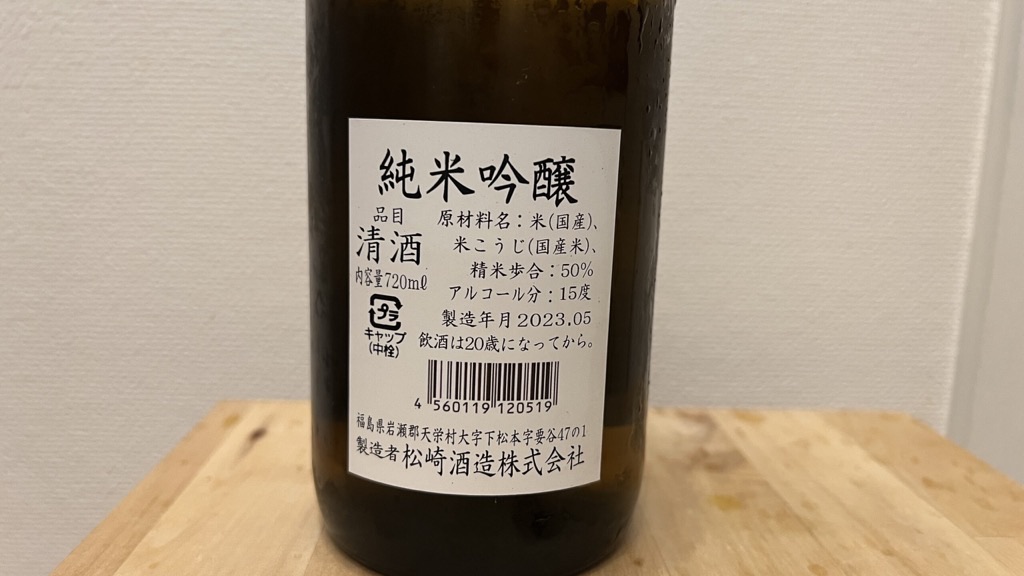 純米吟醸
品目
清酒
内容量720mℓ
原材料名：米(国産)、
米こうじ(国産米)、
精米歩合：50%
アルコール分：15度
製造年月2023.05
飲酒は20歳になってから。
プラ
キャップ
(中栓)
4 560119 120519
福島県岩瀬郡天栄村大字下松本字要谷47の1
製造者松崎酒造株式会社